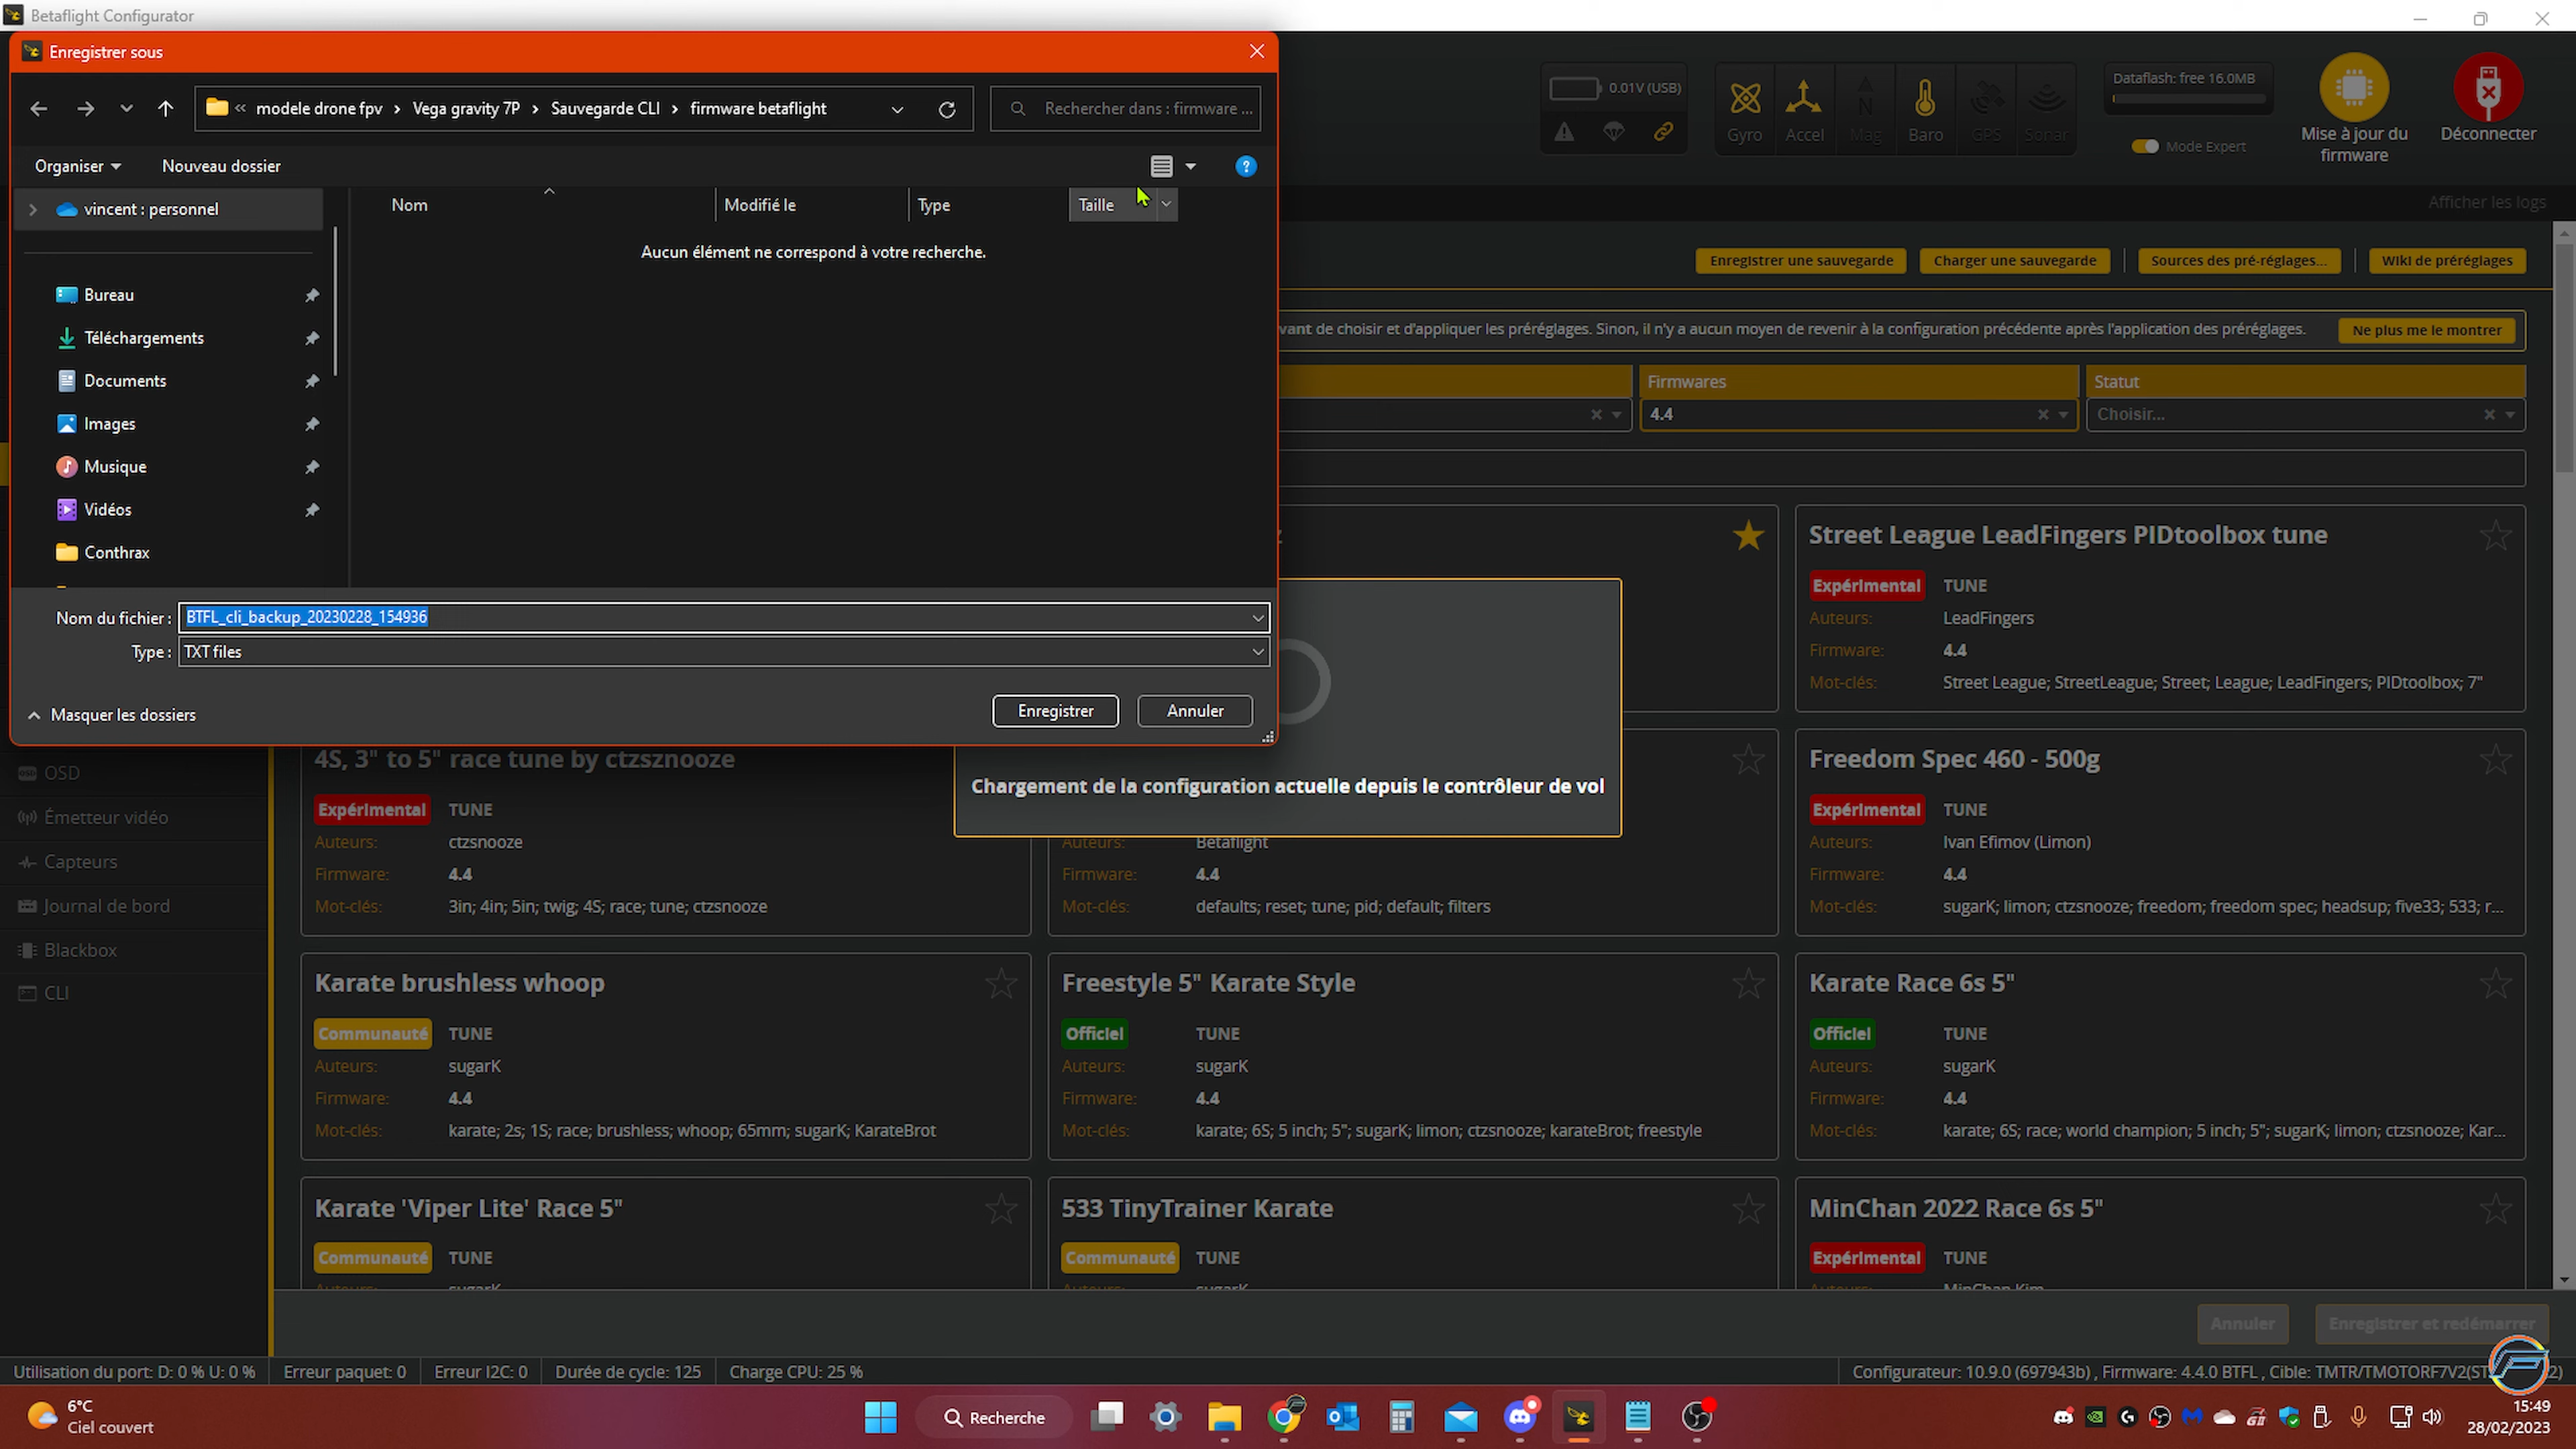 Betaflight Configurator
Enregistrer sous
« modele drone fpv › Vega gravity 7P › Sauvegarde CLI › firmware betaflight
Rechercher dans : firmware ...
Organiser
Nouveau dossier
vincent : personnel
Nom
Modifié le
Type
Taille
Aucun élément ne correspond à votre recherche.
Bureau
Téléchargements
Documents
Images
Musique
Vidéos
Conthrax
Nom du fichier : BTFL_cli_backup_20230228_154936
Type : TXT files
Masquer les dossiers
Enregistrer
Annuler
0.01V (USB)
Gyro
Accel
Mag
Baro
GPS
Sonar
Dataflash: free 16.0MB
Mode Expert
Mise à jour du
firmware
Déconnecter
Afficher les logs
Enregistrer une sauvegarde
Charger une sauvegarde
Sources des pré-réglages...
Wiki de préréglages
vant de choisir et d'appliquer les préréglages. Sinon, il n'y a aucun moyen de revenir à la configuration précédente après l'application des préréglages.
Ne plus me le montrer
Firmwares
4.4
Statut
Choisir...
Street League LeadFingers PIDtoolbox tune
Expérimental TUNE
Auteurs: LeadFingers
Firmware: 4.4
Mot-clés: Street League; StreetLeague; Street; League; LeadFingers; PIDtoolbox; 7"
Chargement de la configuration actuelle depuis le contrôleur de vol
OSD
Émetteur vidéo
Capteurs
Journal de bord
Blackbox
CLI
4S, 3" to 5" race tune by ctzsznooze
Expérimental TUNE
Auteurs: ctzsnooze
Firmware: 4.4
Mot-clés: 3in; 4in; 5in; twig; 4S; race; tune; ctzsnooze
Auteurs: Betaflight
Firmware: 4.4
Mot-clés: defaults; reset; tune; pid; default; filters
Freedom Spec 460 - 500g
Expérimental TUNE
Auteurs: Ivan Efimov (Limon)
Firmware: 4.4
Mot-clés: sugarK; limon; ctzsnooze; freedom; freedom spec; headsup; five33; 533; r...
Karate brushless whoop
Communauté TUNE
Auteurs: sugarK
Firmware: 4.4
Mot-clés: karate; 2s; 1S; race; brushless; whoop; 65mm; sugarK; KarateBrot
Freestyle 5" Karate Style
Officiel TUNE
Auteurs: sugarK
Firmware: 4.4
Mot-clés: karate; 6S; 5 inch; 5"; sugarK; limon; ctzsnooze; karateBrot; freestyle
Karate Race 6s 5"
Officiel TUNE
Auteurs: sugarK
Firmware: 4.4
Mot-clés: karate; 6S; race; world champion; 5 inch; 5"; sugarK; limon; ctzsnooze; Kar...
Karate 'Viper Lite' Race 5"
Communauté TUNE
Auteurs: sugarK
533 TinyTrainer Karate
Communauté TUNE
Auteurs: sugarK
MinChan 2022 Race 6s 5"
Expérimental TUNE
Auteurs: MinChan Kim
Annuler
Enregistrer et redémarrer
Utilisation du port: D: 0 % U: 0 %
Erreur paquet: 0
Erreur I2C: 0
Durée de cycle: 125
Charge CPU: 25 %
Configurateur: 10.9.0 (697943b) , Firmware: 4.4.0 BTFL , Cible: TMTR/TMOTORF7V2(ST
6°C
Ciel couvert
Recherche
15:49
28/02/2023